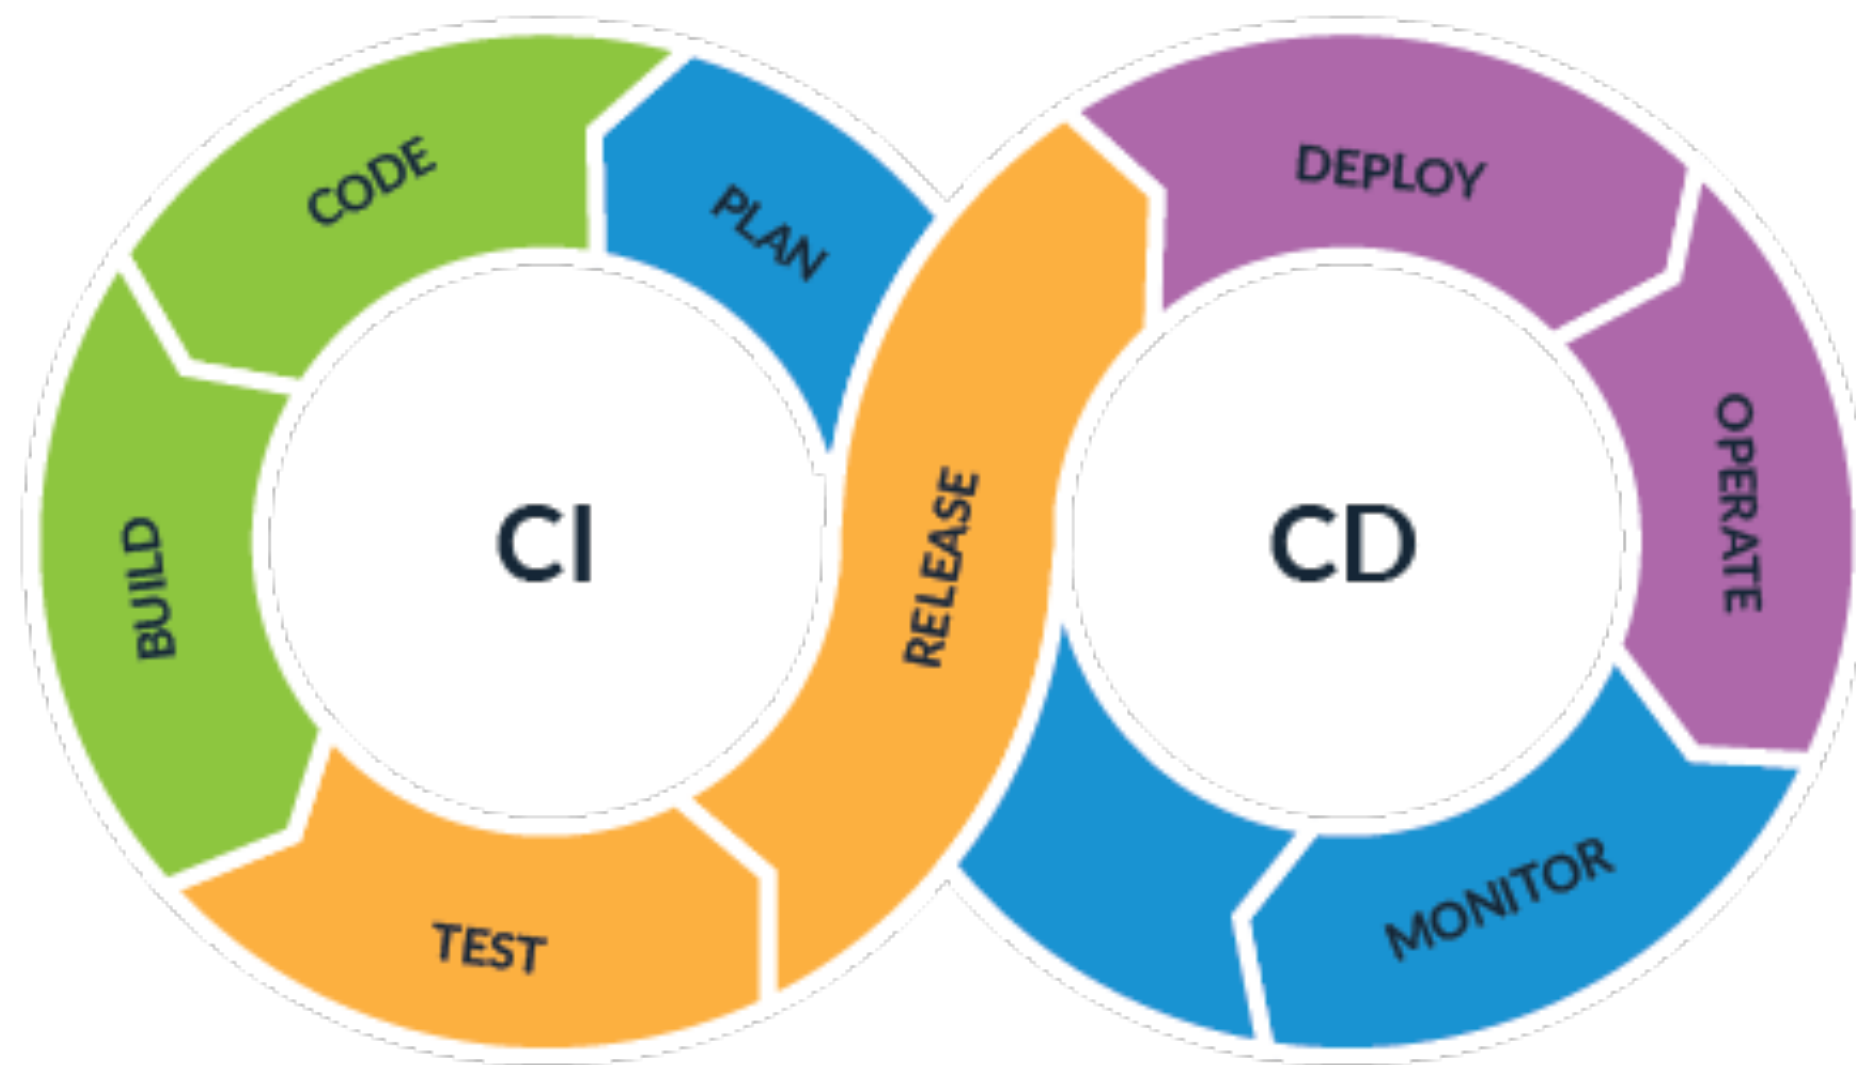 PLAN
CODE
BUILD
TEST
RELEASE
DEPLOY
OPERATE
MONITOR
CI
CD